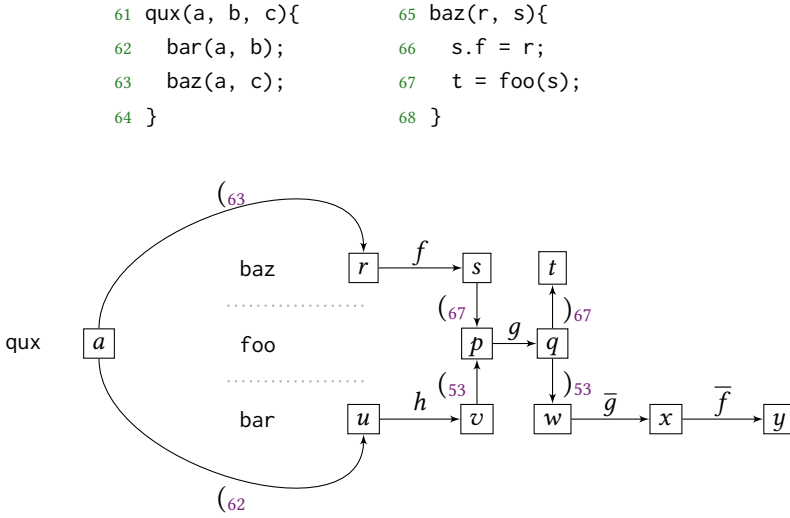 61 qux(a, b, c){
62 bar(a, b);
63 baz(a, c);
64 }
65 baz(r, s){
66 s.f = r;
67 t = foo(s);
68 }
(63
baz r f s t
(67 )67
qux a foo p g q
(53 )53
bar u h v w g̅ x f̅ y
(62